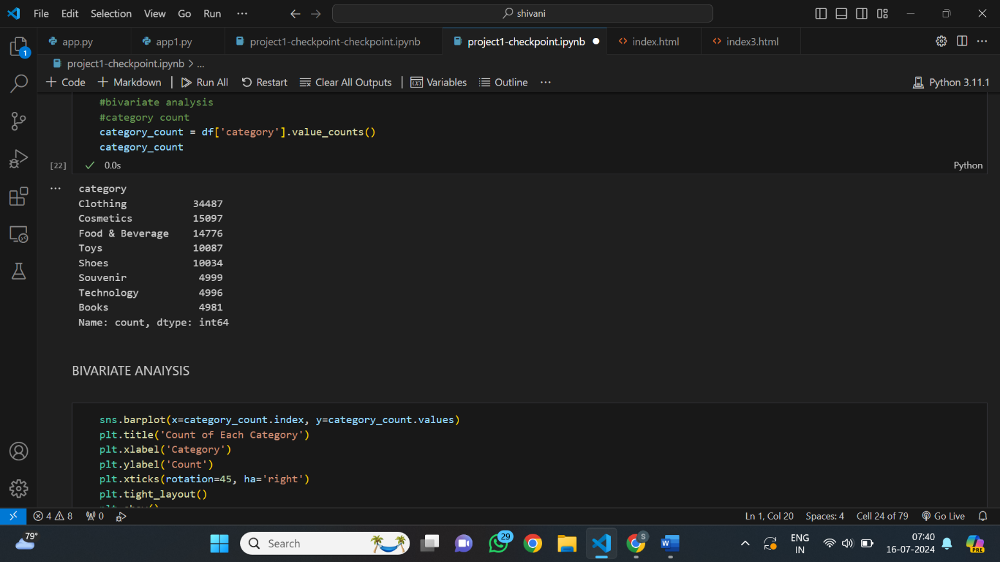 File Edit Selection View Go Run ··· shivani
1 app.py app1.py project1-checkpoint-checkpoint.ipynb project1-checkpoint.ipynb index.html index3.html
project1-checkpoint.ipynb > ...
+ Code + Markdown Run All Restart Clear All Outputs Variables Outline ··· Python 3.11.1
#bivariate analysis
#category count
category_count = df['category'].value_counts()
category_count
[22] 0.0s Python
category
Clothing 34487
Cosmetics 15097
Food & Beverage 14776
Toys 10087
Shoes 10034
Souvenir 4999
Technology 4996
Books 4981
Name: count, dtype: int64
BIVARIATE ANAlYSIS
sns.barplot(x=category_count.index, y=category_count.values)
plt.title('Count of Each Category')
plt.xlabel('Category')
plt.ylabel('Count')
plt.xticks(rotation=45, ha='right')
plt.tight_layout()
4 8 0 Ln 1, Col 20 Spaces: 4 Cell 24 of 79 Go Live
79° Search 29 S W ENG IN 07:40 16-07-2024 PRE